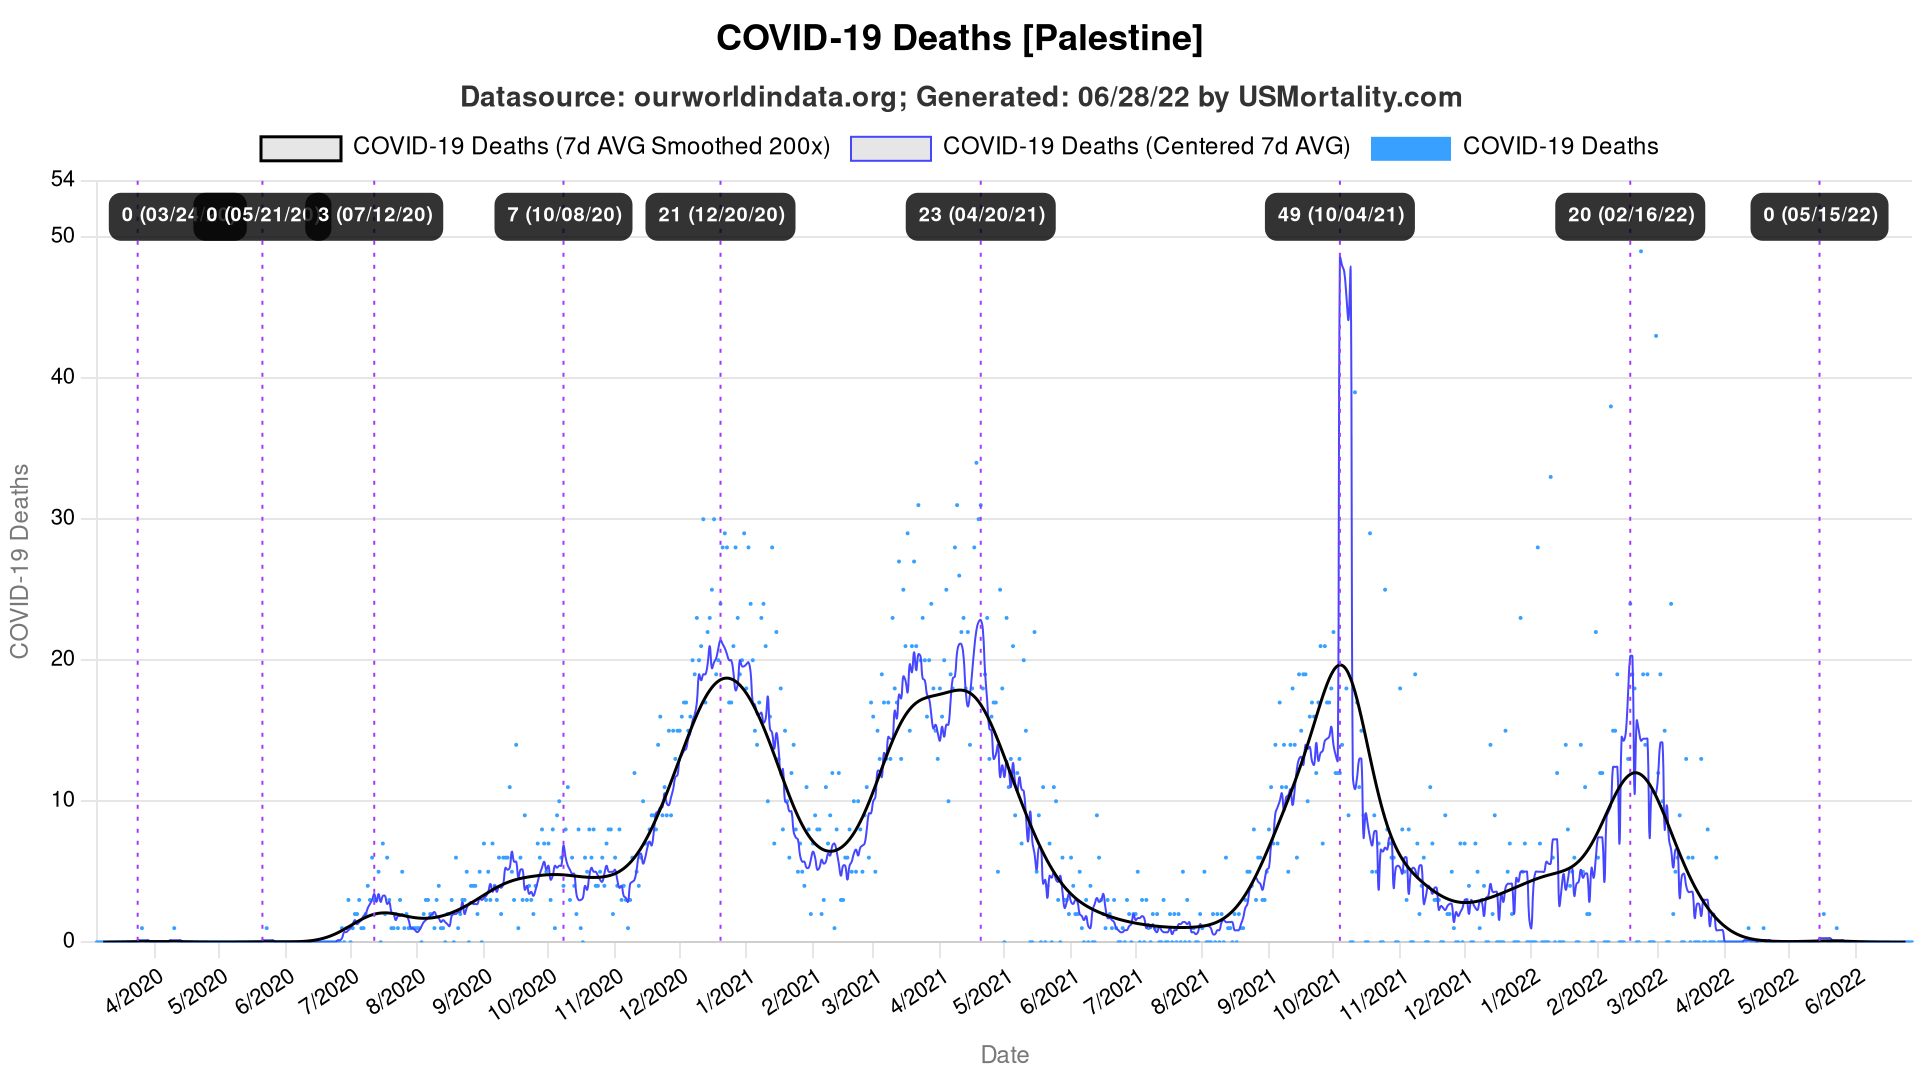 COVID-19 Deaths [Palestine]
Datasource: ourworldindata.org; Generated: 06/28/22 by USMortality.com
COVID-19 Deaths (7d AVG Smoothed 200x) COVID-19 Deaths (Centered 7d AVG) COVID-19 Deaths
54
0 (03/24 0 (05/21/20 3 (07/12/20) 7 (10/08/20) 21 (12/20/20) 23 (04/20/21) 49 (10/04/21) 20 (02/16/22) 0 (05/15/22)
50
40
30
20
10
0
COVID-19 Deaths
4/2020 5/2020 6/2020 7/2020 8/2020 9/2020 10/2020 11/2020 12/2020 1/2021 2/2021 3/2021 4/2021 5/2021 6/2021 7/2021 8/2021 9/2021 10/2021 11/2021 12/2021 1/2022 2/2022 3/2022 4/2022 5/2022 6/2022
Date